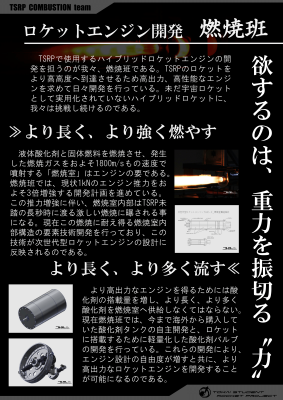 TSRP COMBUSTION team
ロケットエンジン開発 燃焼班
TSRPで使用するハイブリッドロケットエンジンの開
発を担うのが我々、燃焼班である。TSRPのロケットを
より高高度へ到達させるため高出力、高性能なエンジ
ンを求めて日々開発を行っている。未だ宇宙ロケット
として実用化されていないハイブリッドロケットに、
我々は挑戦し続けるのである。
欲するのは、重力を振切る〝力〟
≫より長く、より強く燃やす
液体酸化剤と固体燃料を燃焼させ、発生
した燃焼ガスをおよそ1800m/sもの速度で
噴射する「燃焼室」はエンジンの要である。
燃焼班では、現状1kNのエンジン推力をお
よそ3倍増強する開発計画を進めている。
この推力増強に伴い、燃焼室内部はTSRP未
踏の長秒時に渡る激しい燃焼に曝される事
になる。現在この燃焼に耐え得る燃焼室内
部構造の要素技術開発を行っており、この
技術が次世代型ロケットエンジンの設計に
反映されるのである。
より長く、より多く流す≪
より高出力なエンジンを得るためには酸
化剤の搭載量を増し、より長く、より多く
酸化剤を燃焼室へ供給しなくてはならない。
現在燃焼班では、今まで海外から購入して
いた酸化剤タンクの自主開発と、ロケット
に搭載するために軽量化した酸化剤バルブ
の開発を行っている。これらの開発により、
エンジン設計の自由度が増すと共に、より
高出力なロケットエンジンを開発すること
が可能になるのである。
TOKAI STUDENT
ROCKET PROJECT